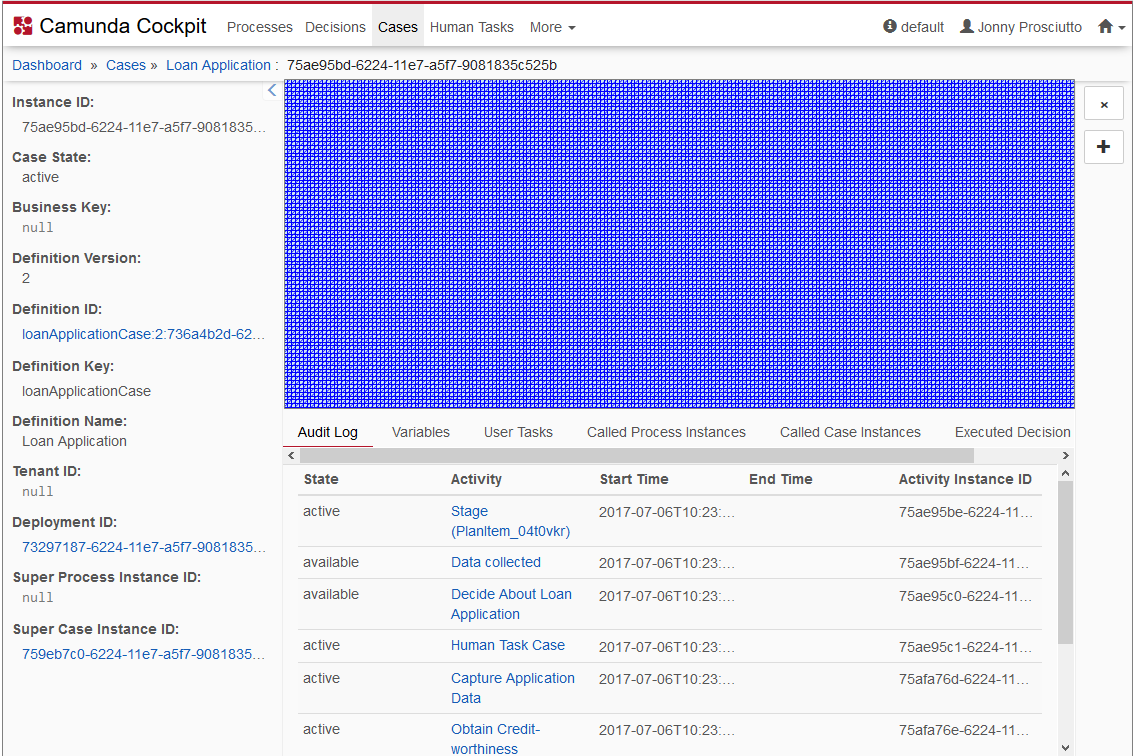 Camunda Cockpit Processes Decisions Cases Human Tasks More default Jonny Prosciutto
Dashboard » Cases » Loan Application : 75ae95bd-6224-11e7-a5f7-9081835c525b
Instance ID:
75ae95bd-6224-11e7-a5f7-9081835...
Case State:
active
Business Key:
null
Definition Version:
2
Definition ID:
loanApplicationCase:2:736a4b2d-62...
Definition Key:
loanApplicationCase
Definition Name:
Loan Application
Tenant ID:
null
Deployment ID:
73297187-6224-11e7-a5f7-9081835...
Super Process Instance ID:
null
Super Case Instance ID:
759eb7c0-6224-11e7-a5f7-9081835...
Audit Log Variables User Tasks Called Process Instances Called Case Instances Executed Decision
State Activity Start Time End Time Activity Instance ID
active Stage 2017-07-06T10:23:... 75ae95be-6224-11...
(PlanItem_04t0vkr)
available Data collected 2017-07-06T10:23:... 75ae95bf-6224-11...
available Decide About Loan 2017-07-06T10:23:... 75ae95c0-6224-11...
Application
active Human Task Case 2017-07-06T10:23:... 75ae95c1-6224-11...
active Capture Application 2017-07-06T10:23:... 75afa76d-6224-11...
Data
active Obtain Credit- 2017-07-06T10:23:... 75afa76e-6224-11...
worthiness